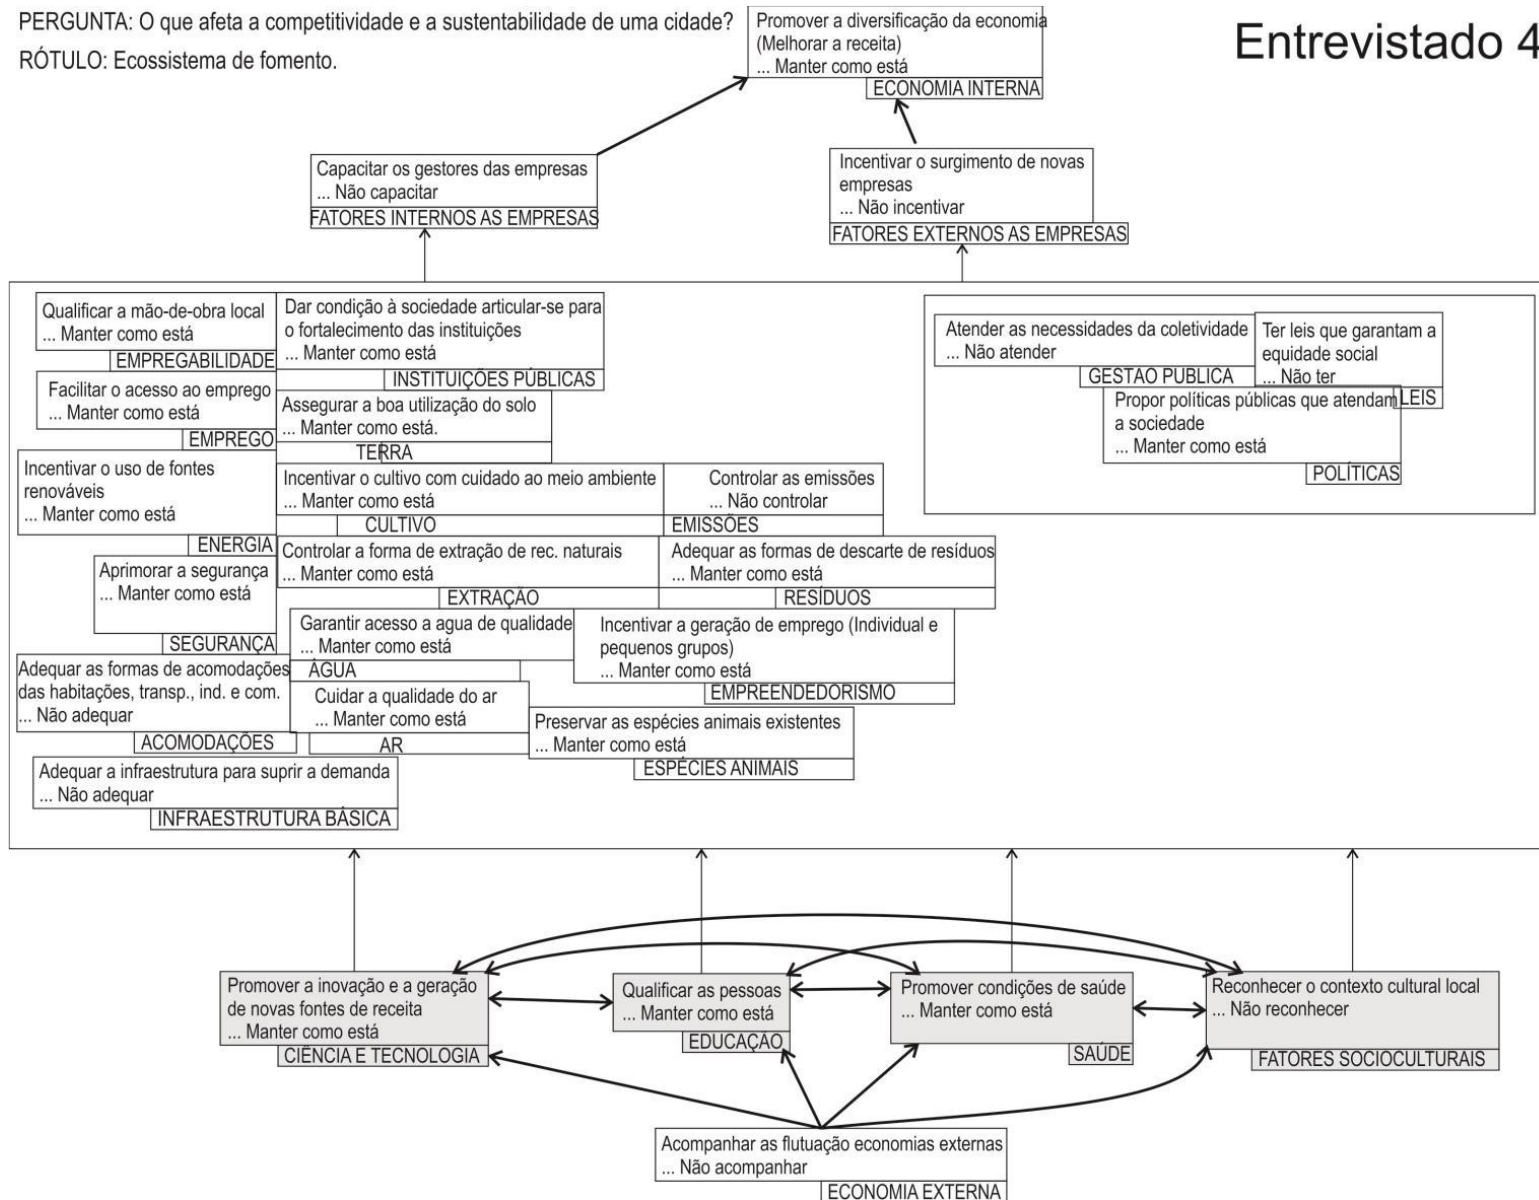 PERGUNTA: O que afeta a competitividade e a sustentabilidade de uma cidade?
RÓTULO: Ecossistema de fomento.
Entrevistado 4
Promover a diversificação da economia
(Melhorar a receita)
... Manter como está
ECONOMIA INTERNA
Capacitar os gestores das empresas
... Não capacitar
FATORES INTERNOS AS EMPRESAS
Incentivar o surgimento de novas
empresas
... Não incentivar
FATORES EXTERNOS AS EMPRESAS
Qualificar a mão-de-obra local
... Manter como está
EMPREGABILIDADE
Dar condição à sociedade articular-se para
o fortalecimento das instituições
... Manter como está
INSTITUIÇÕES PÚBLICAS
Atender as necessidades da coletividade
... Não atender
GESTAO PUBLICA
Ter leis que garantam a
equidade social
... Não ter
LEIS
Propor políticas públicas que atendam
a sociedade
... Manter como está
POLÍTICAS
Facilitar o acesso ao emprego
... Manter como está
EMPREGO
Assegurar a boa utilização do solo
... Manter como está.
TERRA
Incentivar o uso de fontes
renováveis
... Manter como está
ENERGIA
Incentivar o cultivo com cuidado ao meio ambiente
... Manter como está
CULTIVO
Controlar as emissões
... Não controlar
EMISSÕES
Aprimorar a segurança
... Manter como está
SEGURANÇA
Controlar a forma de extração de rec. naturais
... Manter como está
EXTRAÇÃO
Adequar as formas de descarte de resíduos
... Manter como está
RESÍDUOS
Garantir acesso a agua de qualidade
... Manter como está
ÁGUA
Incentivar a geração de emprego (Individual e
pequenos grupos)
... Manter como está
EMPREENDEDORISMO
Adequar as formas de acomodações
das habitações, transp., ind. e com.
... Não adequar
ACOMODAÇÕES
Cuidar a qualidade do ar
... Manter como está
AR
Preservar as espécies animais existentes
... Manter como está
ESPÉCIES ANIMAIS
Adequar a infraestrutura para suprir a demanda
... Não adequar
INFRAESTRUTURA BÁSICA
Promover a inovação e a geração
de novas fontes de receita
... Manter como está
CIÊNCIA E TECNOLOGIA
Qualificar as pessoas
... Manter como está
EDUCAÇÃO
Promover condições de saúde
... Manter como está
SAÚDE
Reconhecer o contexto cultural local
... Não reconhecer
FATORES SOCIOCULTURAIS
Acompanhar as flutuação economias externas
... Não acompanhar
ECONOMIA EXTERNA